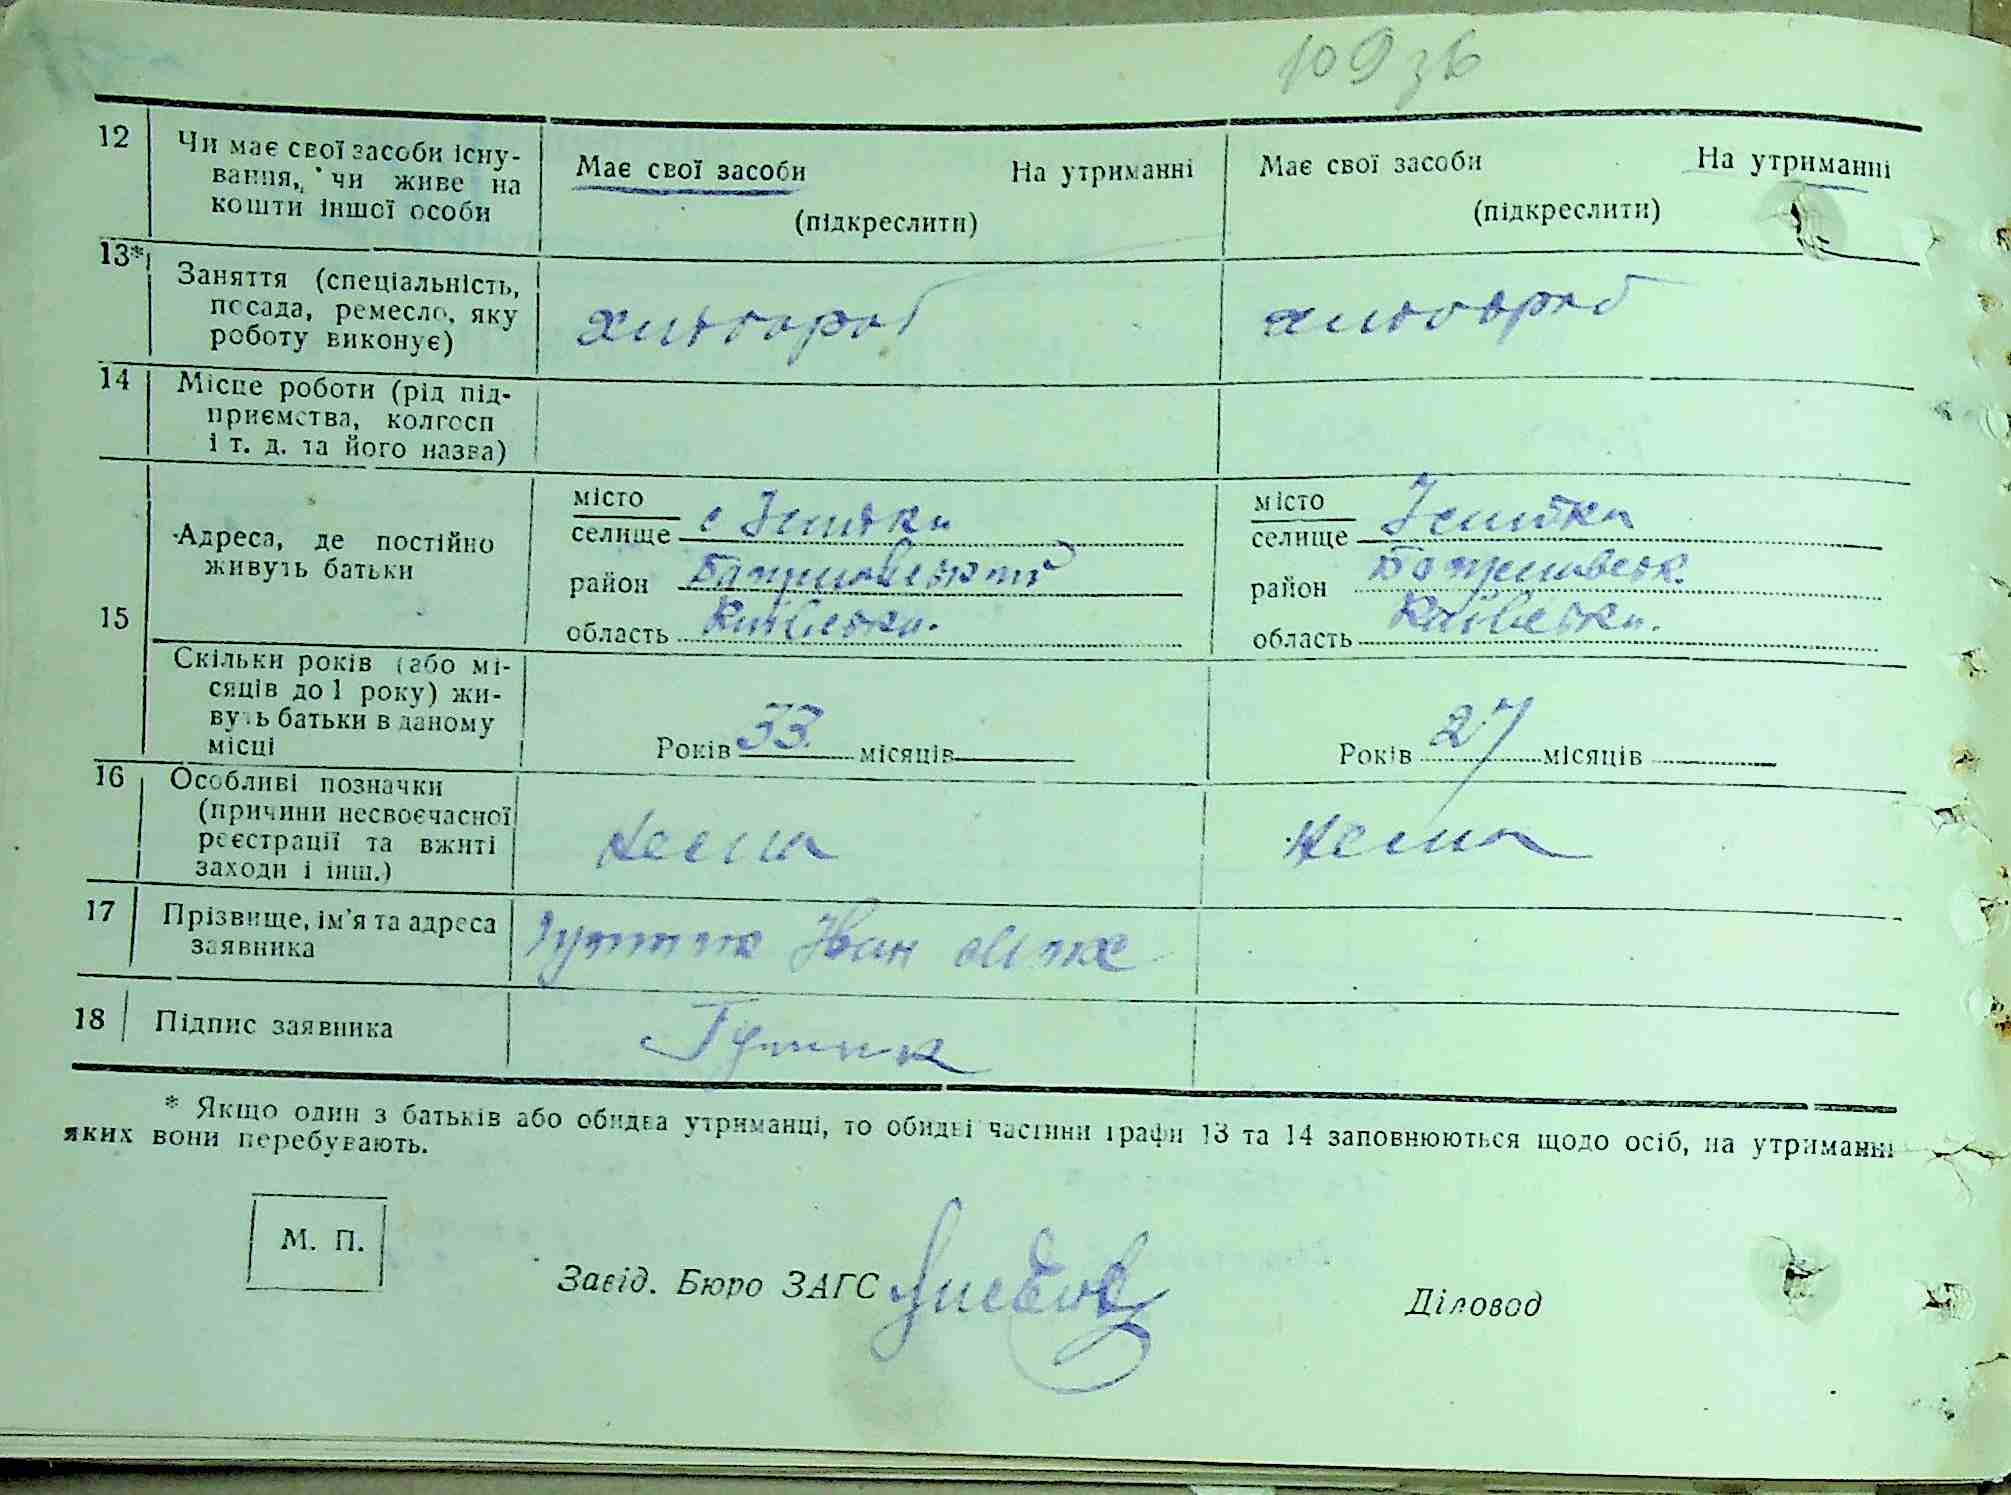 109 зв
12 Чи має свої засоби існу-
вання, чи живе на
кошти іншої особи
Має свої засоби На утриманні
(підкреслити)
Має свої засоби На утриманні
(підкреслити)
13* Заняття (спеціальність,
посада, ремесло, яку
роботу виконує)
хлібороб
хлібороб
14 Місце роботи (рід під-
приємства, колгосп
і т. д. та його назва)
15 Адреса, де постійно
живуть батьки
місто
селище с
район
область Київська.
місто
селище
район
область Київська.
Скільки років (або мі-
сяців до 1 року) жи-
вуть батьки в даному
місці
Років 33 місяців
Років 27 місяців
16 Особливі позначки
(причини несвоєчасної
реєстрації та вжиті
заходи і інш.)
Нема
Нема
17 Прізвище, ім'я та адреса
заявника
Іван
18 Підпис заявника
* Якщо один з батьків або обидва утриманці, то обидві частини графи 13 та 14 заповнюються щодо осіб, на утриманні
яких вони перебувають.
М. П.
Завід. Бюро ЗАГС
Діловод